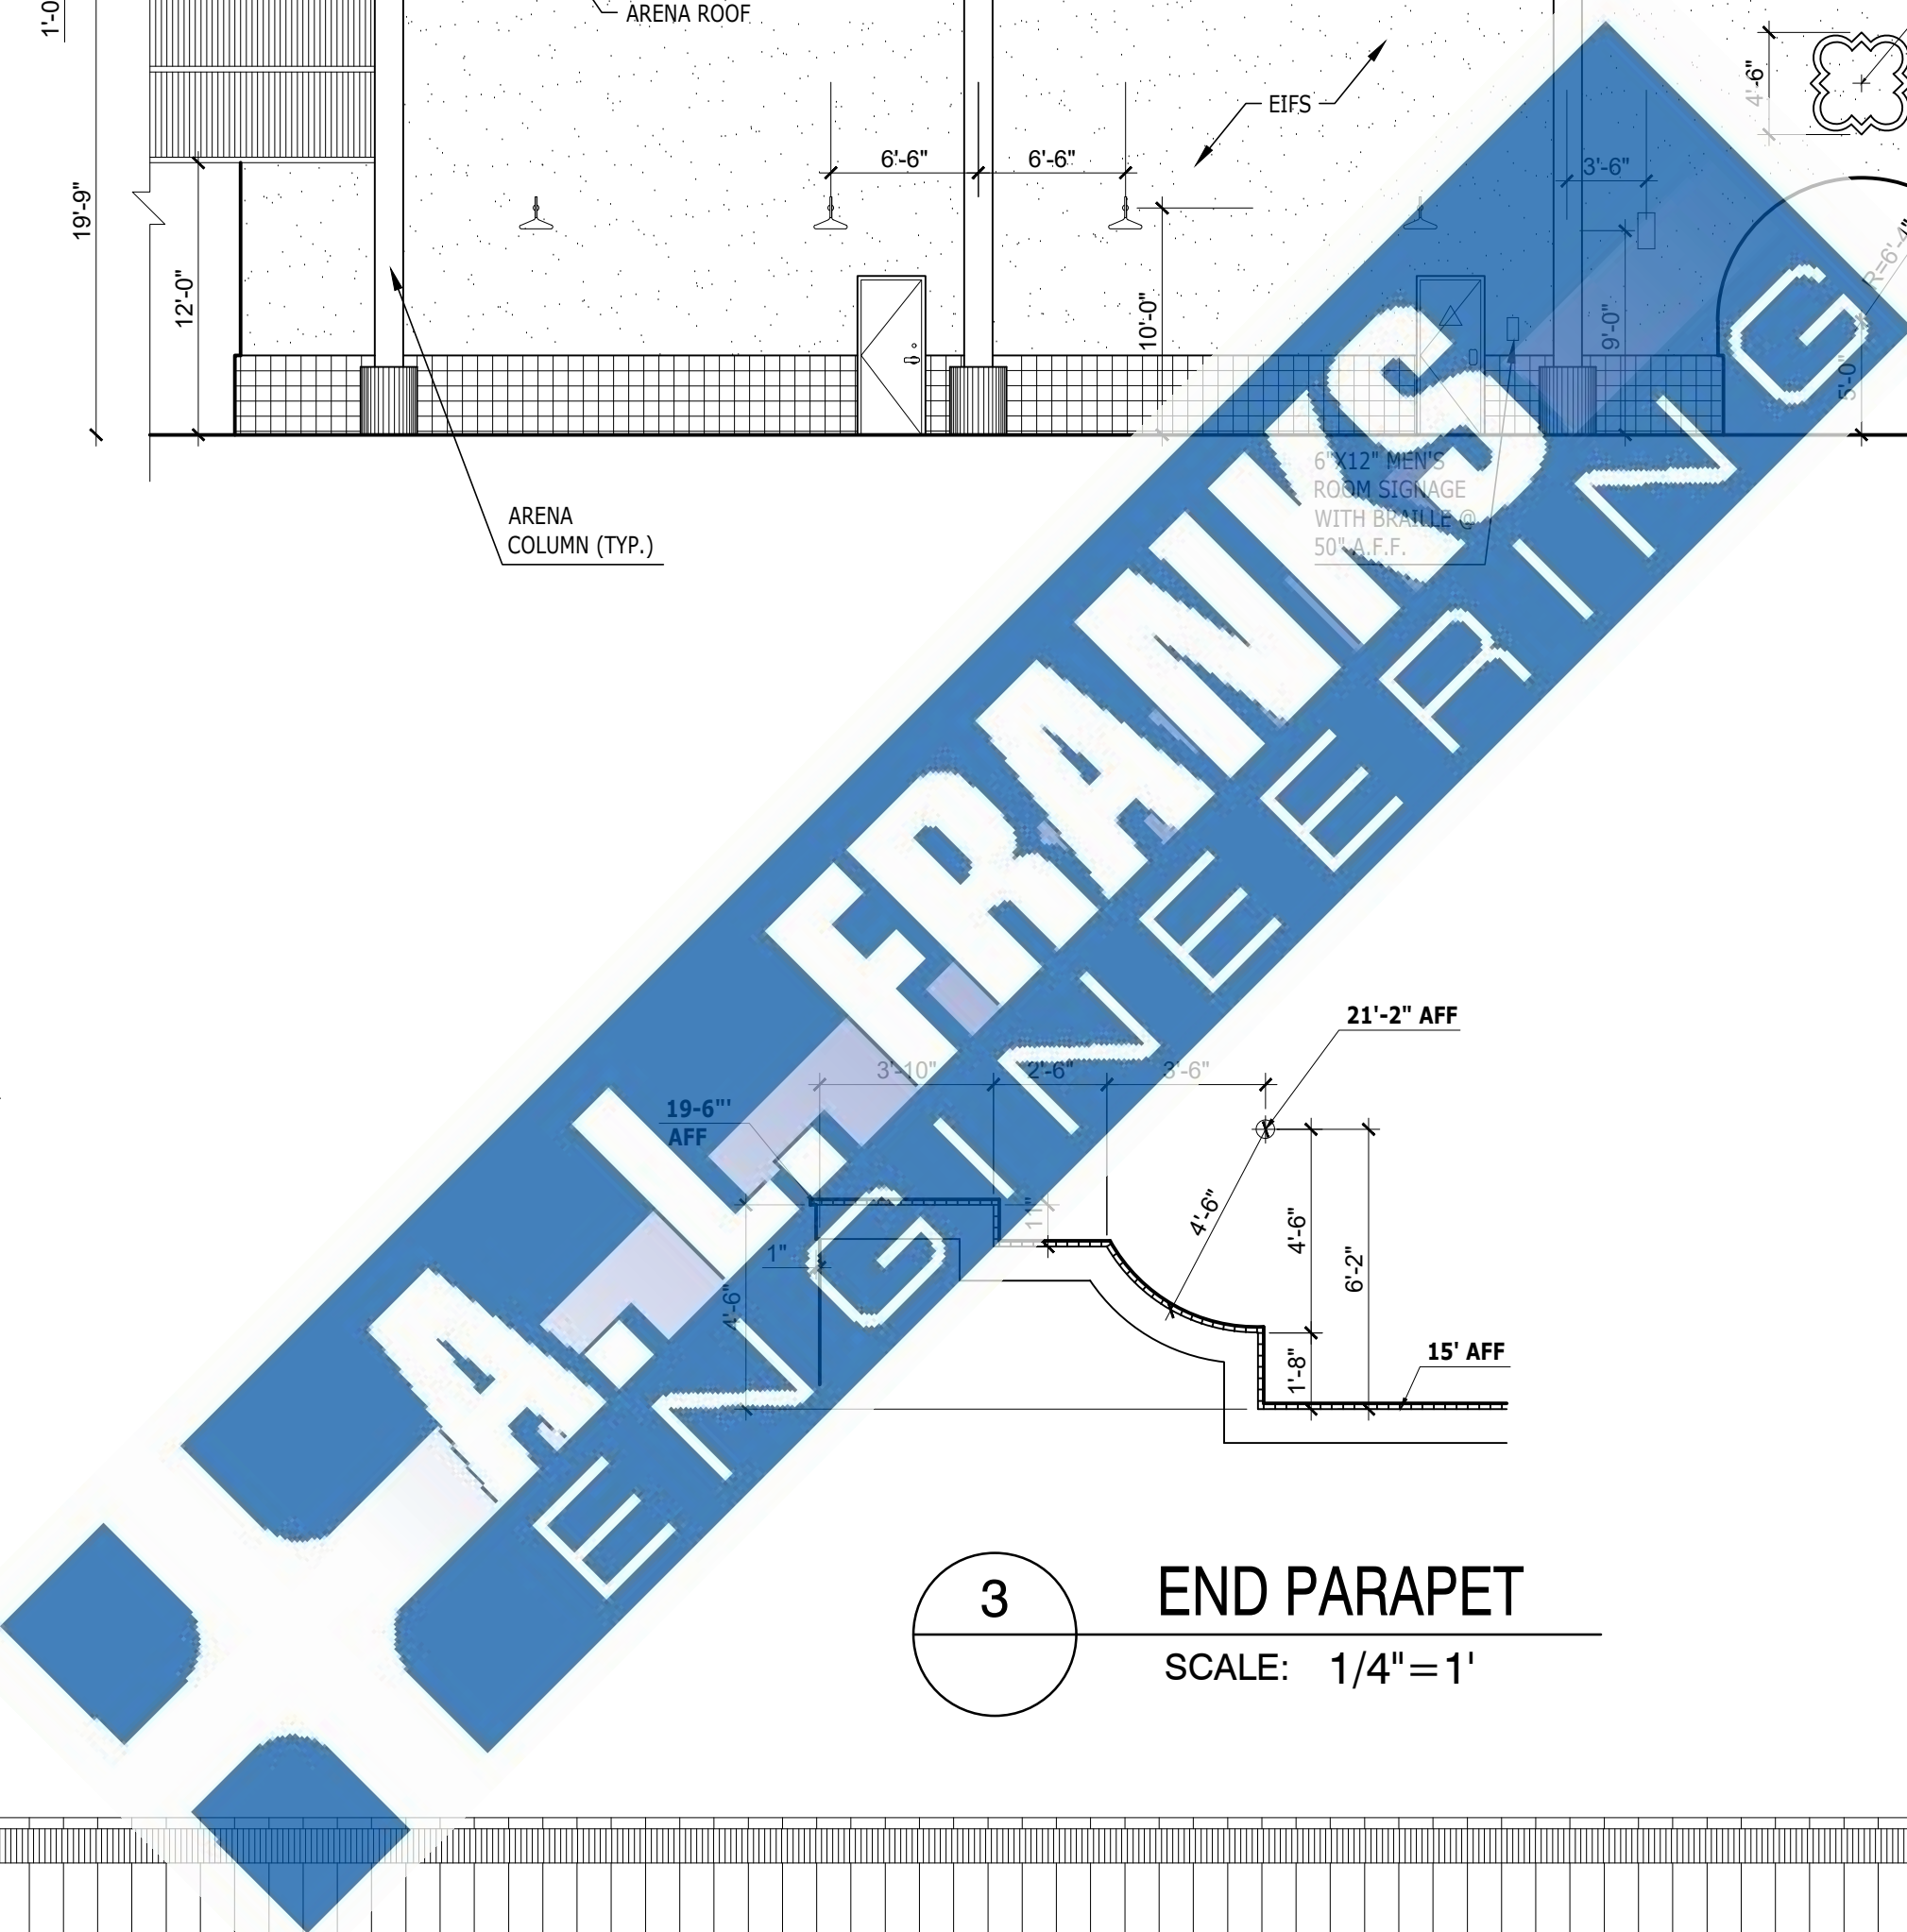 1'-0
ARENA ROOF
EIFS
4'-6"
6'-6"
6'-6"
3'-6"
19'-9"
12'-0"
10'-0"
9'-0"
R=6'-4"
5'-0"
6"X12" MEN'S
ROOM SIGNAGE
WITH BRAILLE @
50" A.F.F.
ARENA
COLUMN (TYP.)
A.I. FRANKS
ENGINEERING
21'-2" AFF
3'-10"
2'-6"
3'-6"
19-6"'
AFF
4'-6"
4'-6"
6'-2"
1"
4'-6"
1'-8"
15' AFF
3
END PARAPET
SCALE: 1/4"=1'